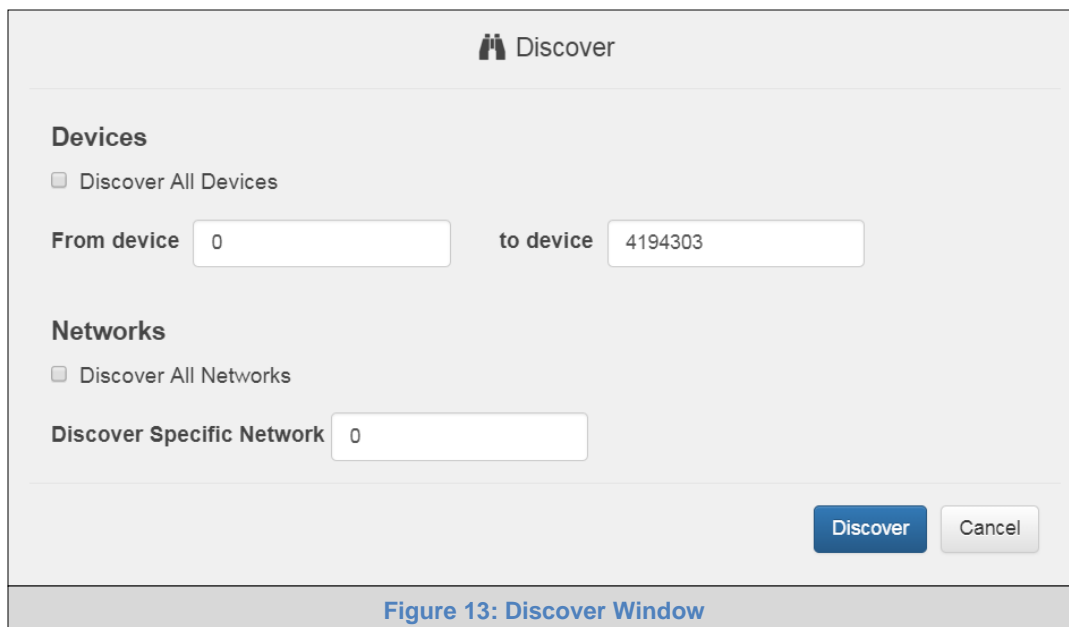 Discover
Devices
Discover All Devices
From device 0 to device 4194303
Networks
Discover All Networks
Discover Specific Network 0
Discover Cancel
Figure 13: Discover Window